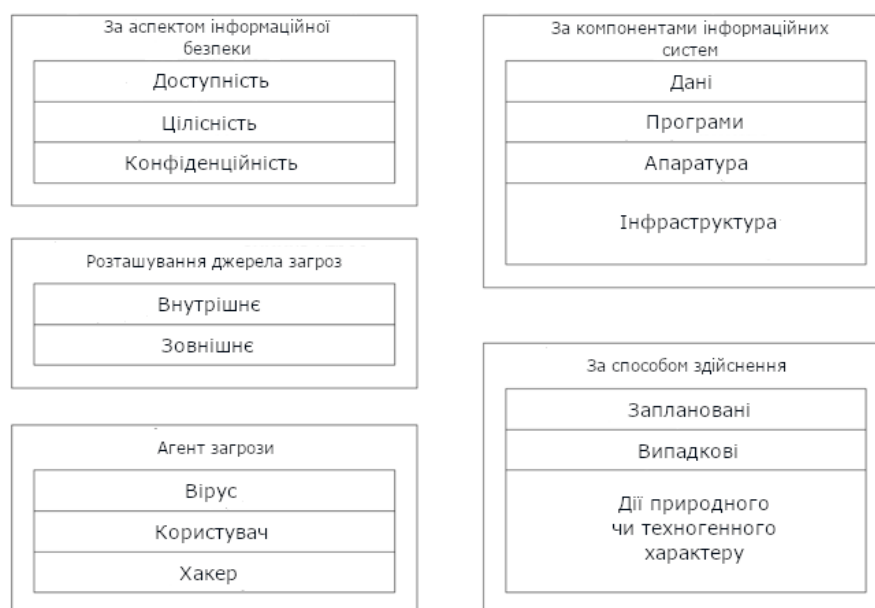 За аспектом інформаційної
безпеки
Доступність
Цілісність
Конфіденційність
Розташування джерела загроз
Внутрішнє
Зовнішнє
Агент загрози
Вірус
Користувач
Хакер
За компонентами інформаційних
систем
Дані
Програми
Апаратура
Інфраструктура
За способом здійснення
Заплановані
Випадкові
Дії природного
чи техногенного
характеру